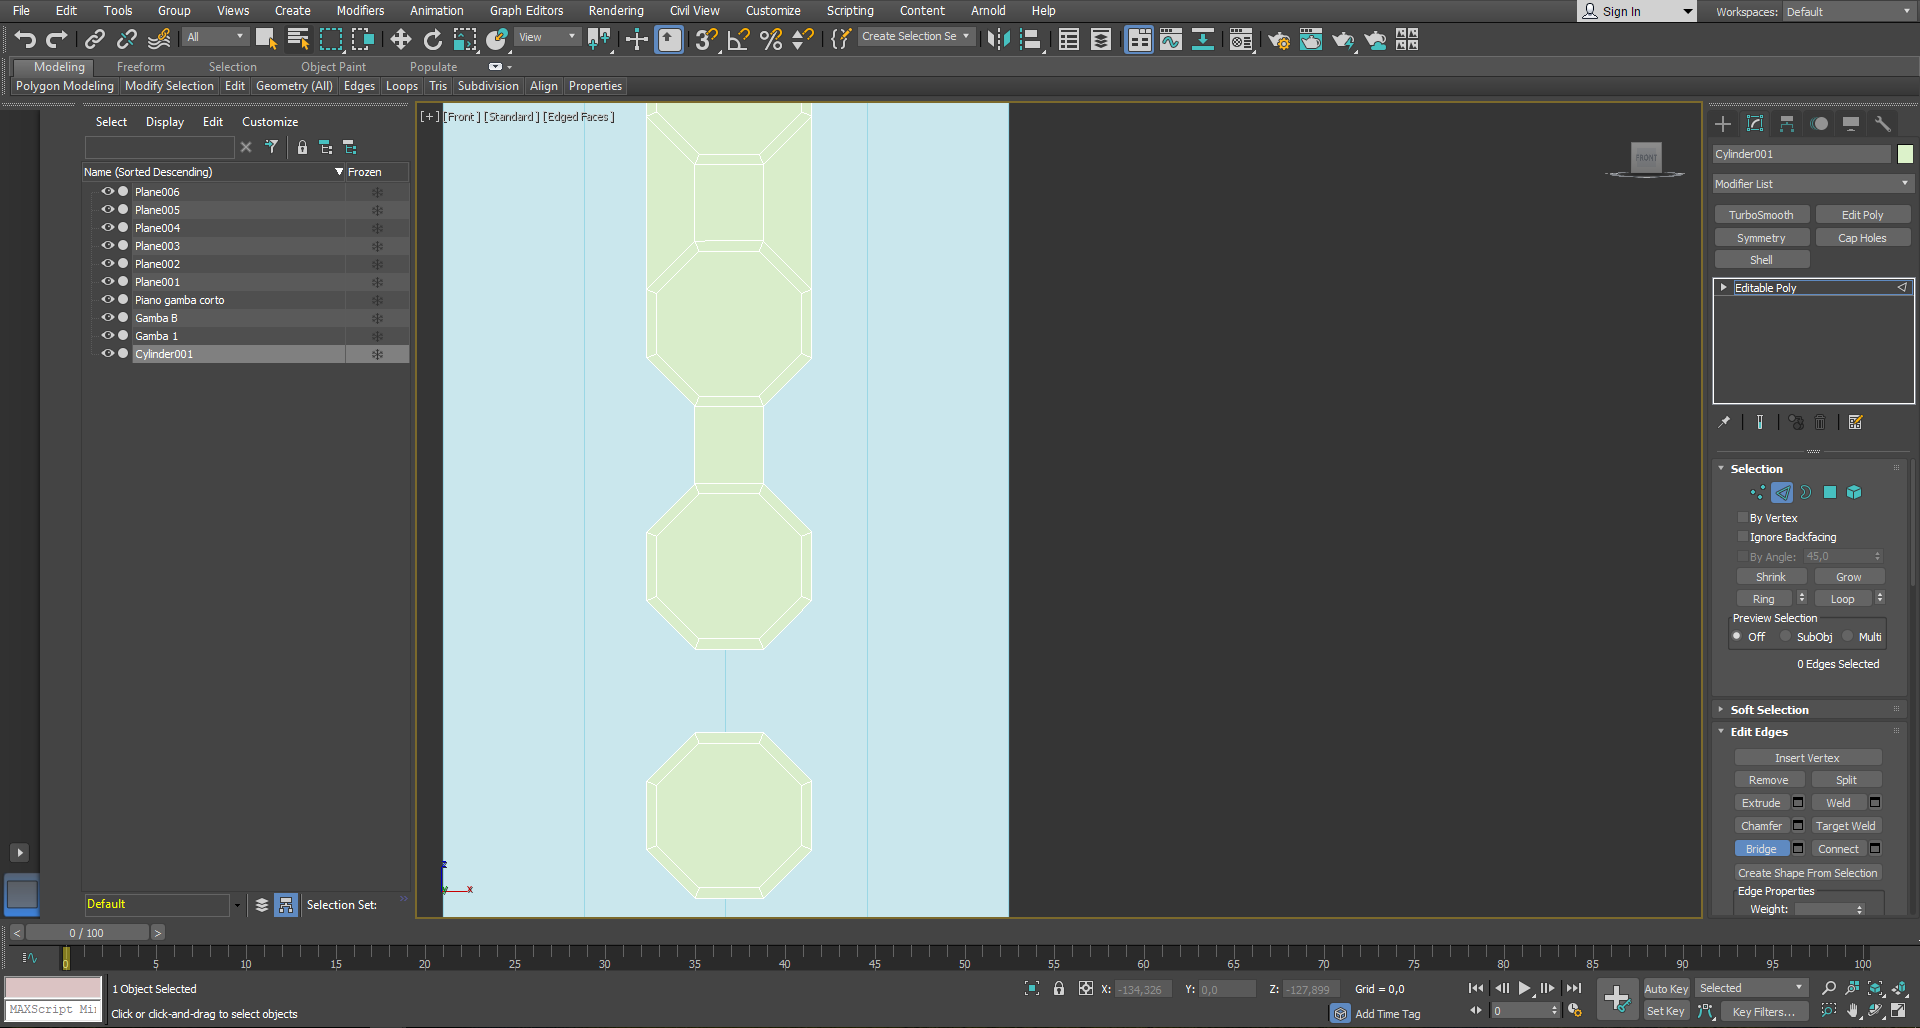 File Edit Tools Group Views Create Modifiers Animation Graph Editors Rendering Civil View Customize Scripting Content Arnold Help Sign In Workspaces: Default
All View Create Selection Se
Modeling Freeform Selection Object Paint Populate
Polygon Modeling Modify Selection Edit Geometry (All) Edges Loops Tris Subdivision Align Properties
Select Display Edit Customize
[+] [Front] [Standard] [Edged Faces]
Name (Sorted Descending) Frozen
Plane006
Plane005
Plane004
Plane003
Plane002
Plane001
Piano gamba corto
Gamba B
Gamba 1
Cylinder001
FRONT
Cylinder001
Modifier List
TurboSmooth Edit Poly
Symmetry Cap Holes
Shell
Editable Poly
Selection
By Vertex
Ignore Backfacing
By Angle: 45,0
Shrink Grow
Ring Loop
Preview Selection
Off SubObj Multi
0 Edges Selected
Soft Selection
Edit Edges
Insert Vertex
Remove Split
Extrude Weld
Chamfer Target Weld
Bridge Connect
Create Shape From Selection
Edge Properties
Weight:
z
y x
Default Selection Set:
< 0 / 100 >
0 5 10 15 20 25 30 35 40 45 50 55 60 65 70 75 80 85 90 95 100
1 Object Selected X: -134,326 Y: 0,0 Z: -127,899 Grid = 0,0 Auto Key Selected
MAXScript Mi Click or click-and-drag to select objects Add Time Tag 0 Set Key Key Filters...